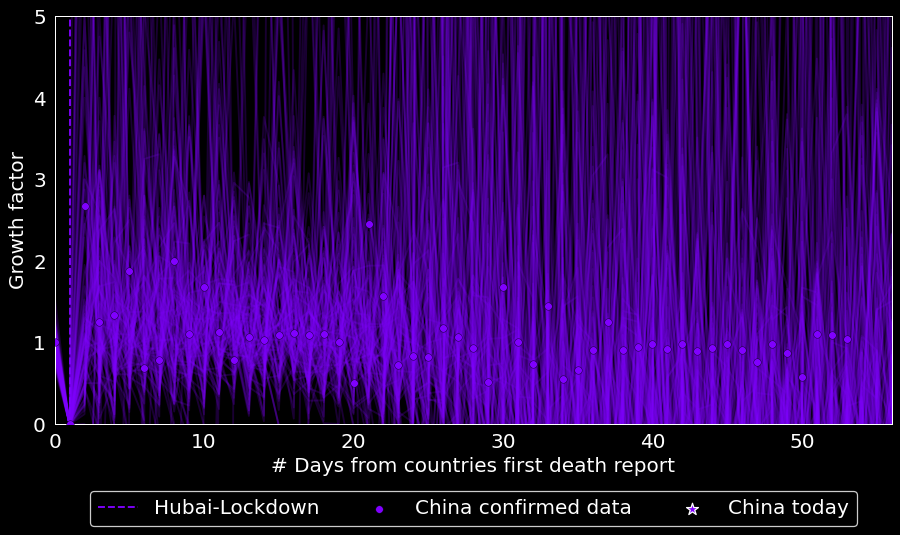 5
4
3
2
1
0
Growth factor
0 10 20 30 40 50
# Days from countries first death report
Hubai-Lockdown China confirmed data China today